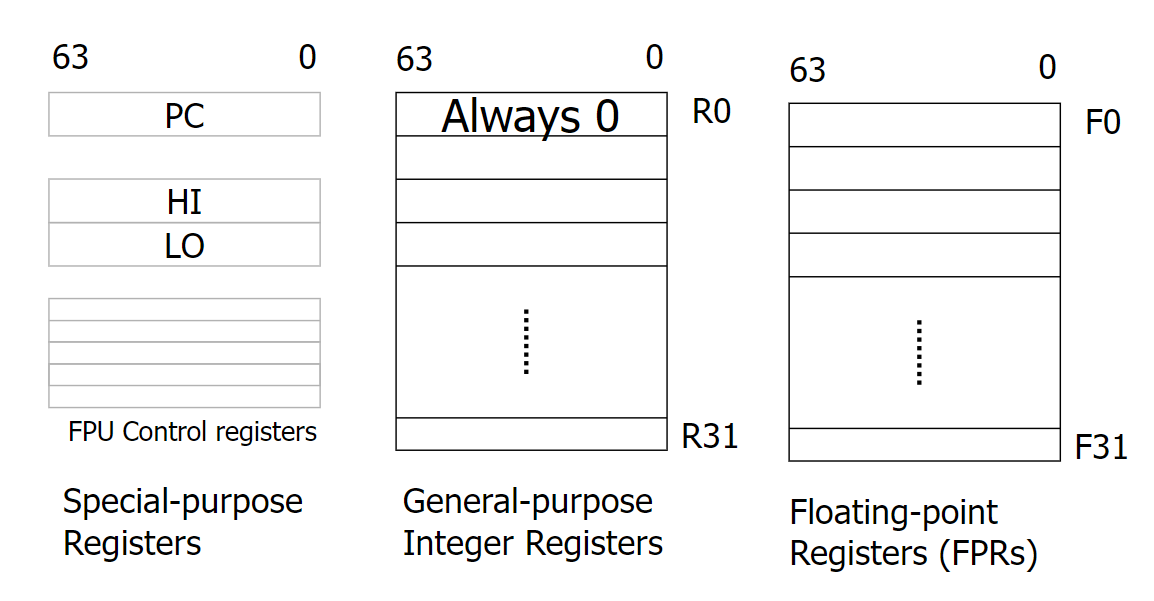 63 0
PC
HI
LO
FPU Control registers
Special-purpose
Registers
63 0
Always 0
R0
R31
General-purpose
Integer Registers
63 0
F0
F31
Floating-point
Registers (FPRs)